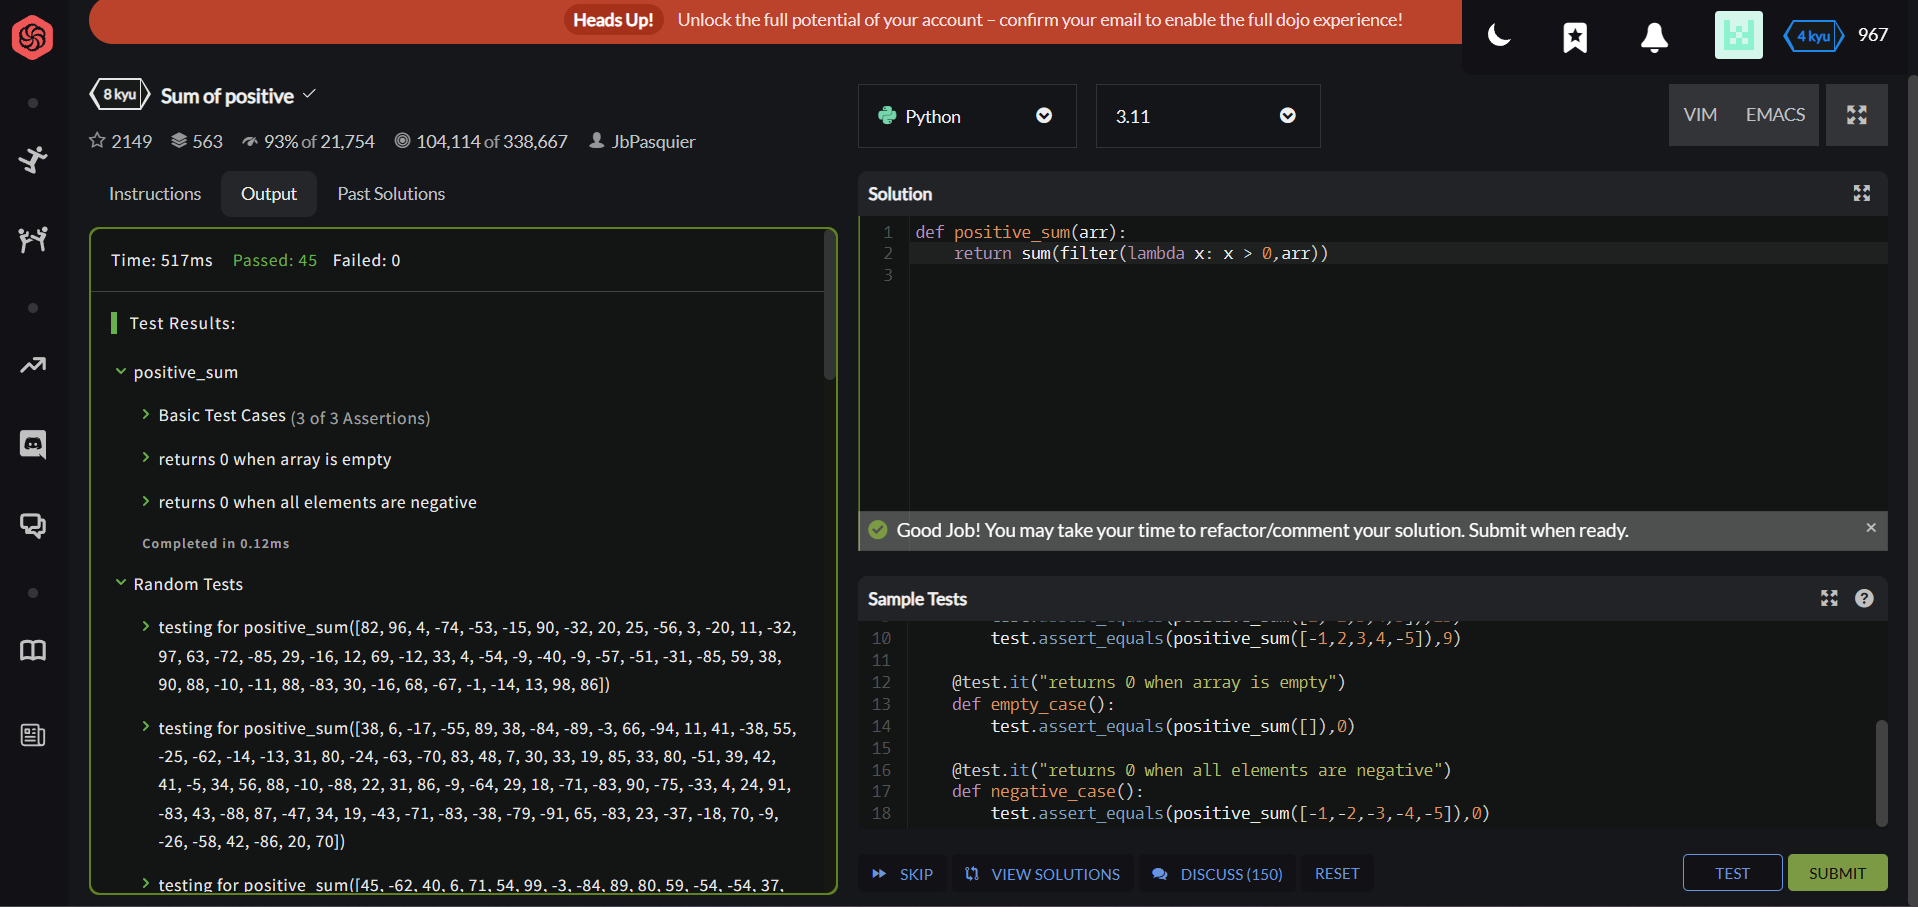 Heads Up! Unlock the full potential of your account – confirm your email to enable the full dojo experience!
4 kyu 967
8 kyu Sum of positive
2149 563 93% of 21,754 104,114 of 338,667 JbPasquier
Instructions Output Past Solutions
Time: 517ms Passed: 45 Failed: 0
Test Results:
positive_sum
Basic Test Cases (3 of 3 Assertions)
returns 0 when array is empty
returns 0 when all elements are negative
Completed in 0.12ms
Random Tests
testing for positive_sum([82, 96, 4, -74, -53, -15, 90, -32, 20, 25, -56, 3, -20, 11, -32,
97, 63, -72, -85, 29, -16, 12, 69, -12, 33, 4, -54, -9, -40, -9, -57, -51, -31, -85, 59, 38,
90, 88, -10, -11, 88, -83, 30, -16, 68, -67, -1, -14, 13, 98, 86])
testing for positive_sum([38, 6, -17, -55, 89, 38, -84, -89, -3, 66, -94, 11, 41, -38, 55,
-25, -62, -14, -13, 31, 80, -24, -63, -70, 83, 48, 7, 30, 33, 19, 85, 33, 80, -51, 39, 42,
41, -5, 34, 56, 88, -10, -88, 22, 31, 86, -9, -64, 29, 18, -71, -83, 90, -75, -33, 4, 24, 91,
-83, 43, -88, 87, -47, 34, 19, -43, -71, -83, -38, -79, -91, 65, -83, 23, -37, -18, 70, -9,
-26, -58, 42, -86, 20, 70])
testing for positive_sum([45, -62, 40, 6, 71, 54, 99, -3, -84, 89, 80, 59, -54, -54, 37,
Python 3.11
VIM EMACS
Solution
1 def positive_sum(arr):
2 return sum(filter(lambda x: x > 0,arr))
3
Good Job! You may take your time to refactor/comment your solution. Submit when ready.
Sample Tests
10 test.assert_equals(positive_sum([-1,2,3,4,-5]),9)
11
12 @test.it("returns 0 when array is empty")
13 def empty_case():
14 test.assert_equals(positive_sum([]),0)
15
16 @test.it("returns 0 when all elements are negative")
17 def negative_case():
18 test.assert_equals(positive_sum([-1,-2,-3,-4,-5]),0)
SKIP VIEW SOLUTIONS DISCUSS (150) RESET TEST SUBMIT